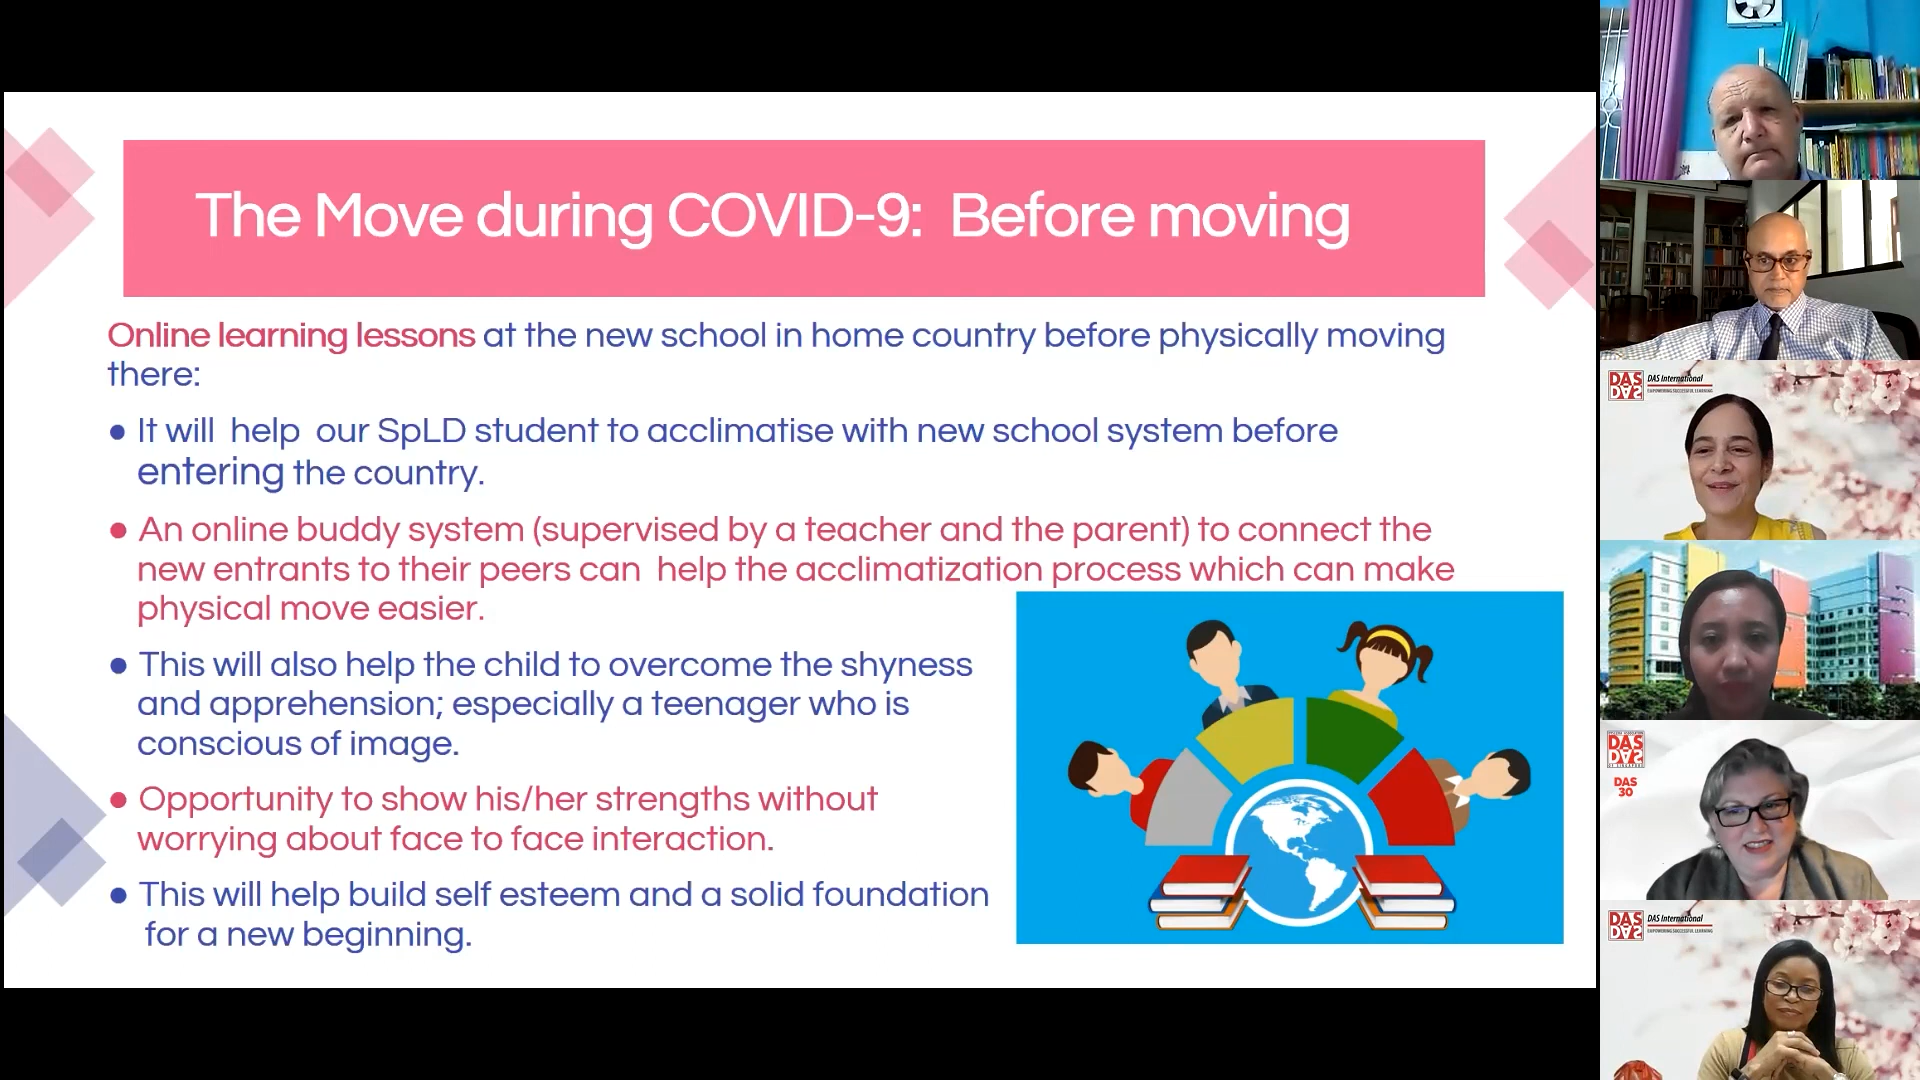 The Move during COVID-9: Before moving
Online learning lessons at the new school in home country before physically moving
there:
● It will help our SpLD student to acclimatise with new school system before
entering the country.
● An online buddy system (supervised by a teacher and the parent) to connect the
new entrants to their peers can help the acclimatization process which can make
physical move easier.
● This will also help the child to overcome the shyness
and apprehension; especially a teenager who is
conscious of image.
● Opportunity to show his/her strengths without
worrying about face to face interaction.
● This will help build self esteem and a solid foundation
for a new beginning.
DAS
DAS International
EMPOWERING SUCCESSFUL LEARNING
DAS
DAS
30
DAS
DAS International
EMPOWERING SUCCESSFUL LEARNING